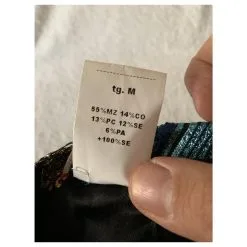 tg. M
55%MZ 14%CO
13%PC 12%SE
6%PA
+100%SE